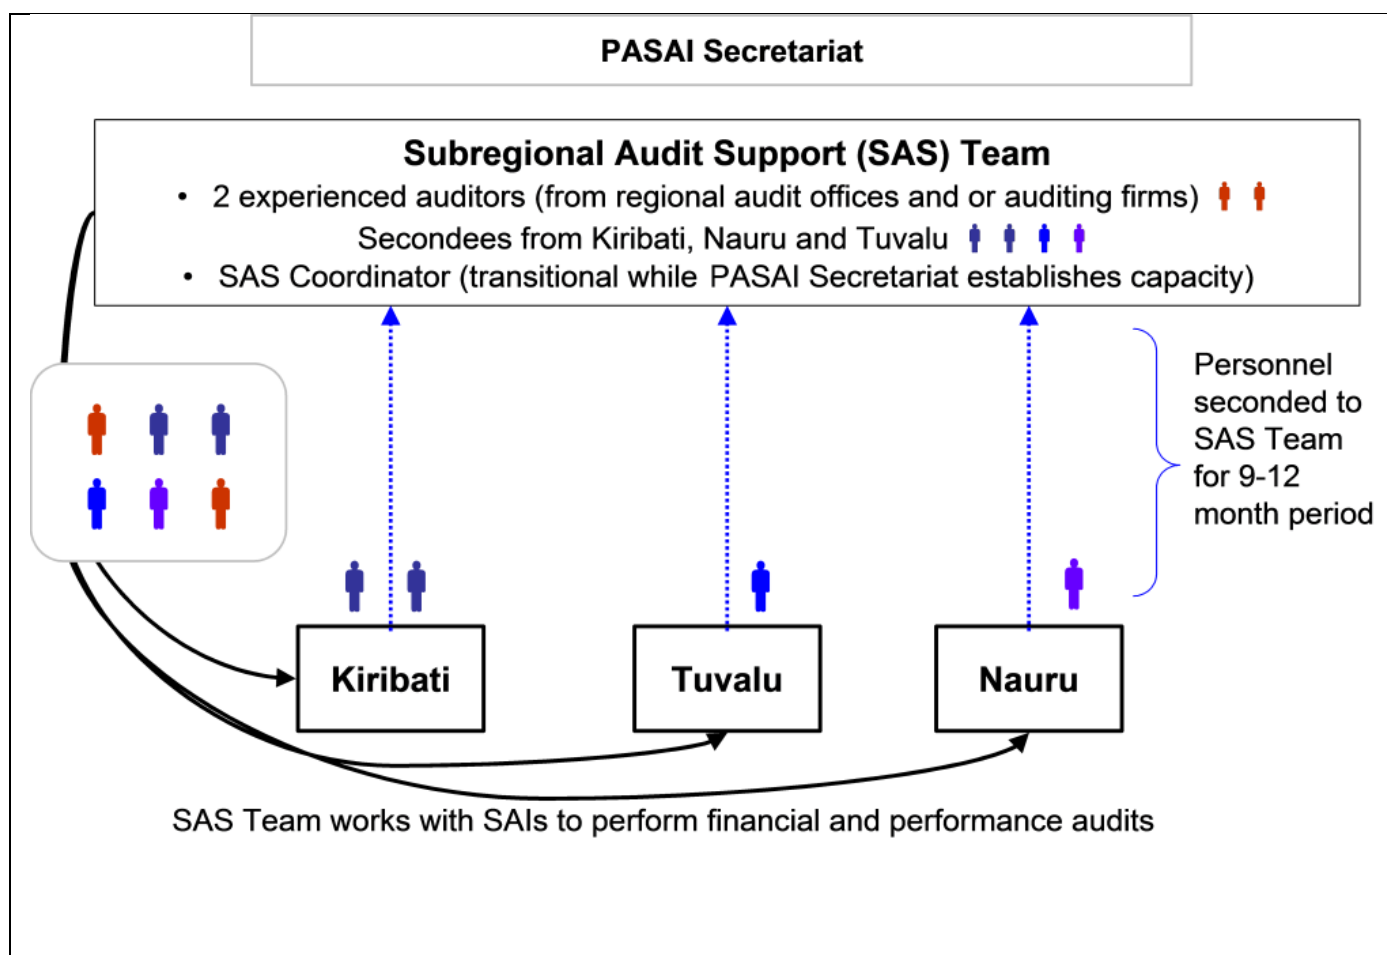 PASAI Secretariat
Subregional Audit Support (SAS) Team
• 2 experienced auditors (from regional audit offices and or auditing firms)
Secondees from Kiribati, Nauru and Tuvalu
• SAS Coordinator (transitional while PASAI Secretariat establishes capacity)
Personnel
seconded to
SAS Team
for 9-12
month period
Kiribati
Tuvalu
Nauru
SAS Team works with SAIs to perform financial and performance audits